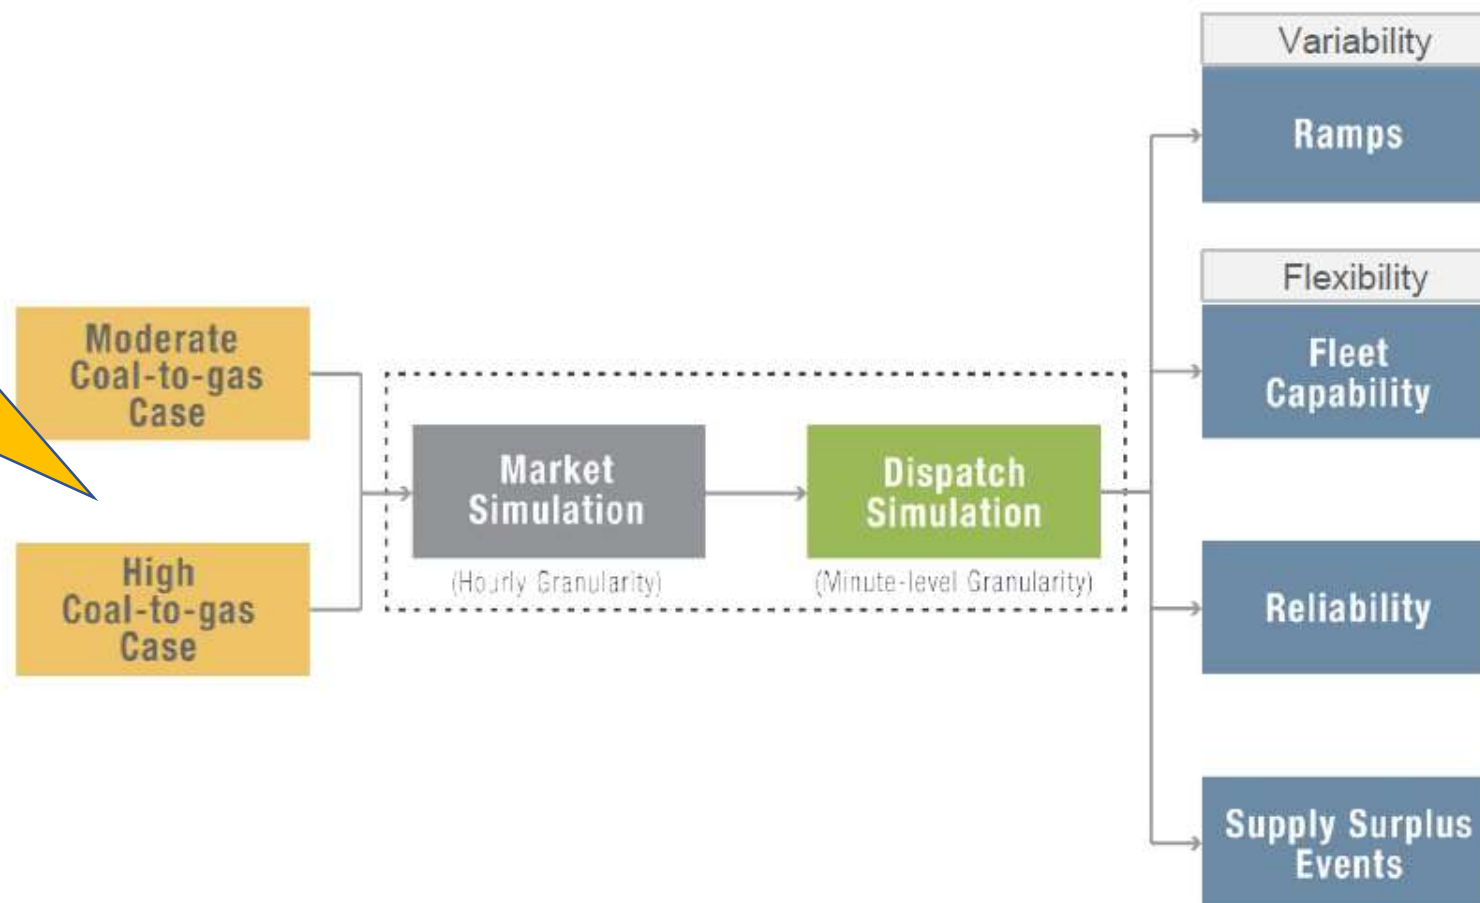 Variability
Ramps
Flexibility
Fleet
Capability
Moderate
Coal-to-gas
Case
Market
Simulation
(Hourly Granularity)
Dispatch
Simulation
(Minute-level Granularity)
High
Coal-to-gas
Case
Reliability
Supply Surplus
Events